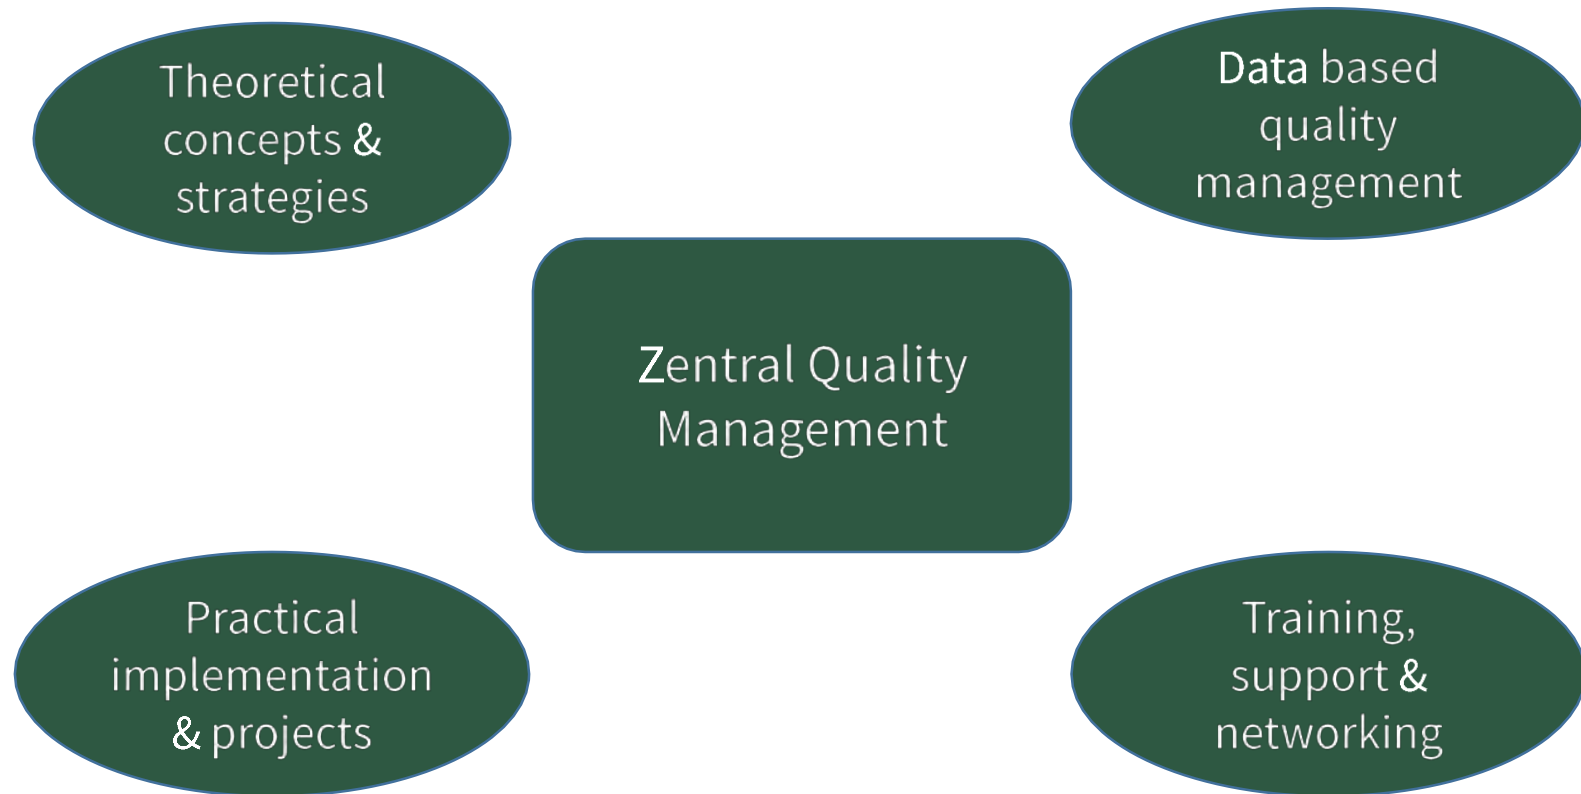 Theoretical
concepts &
strategies
Data based
quality
management
Zentral Quality
Management
Practical
implementation
& projects
Training,
support &
networking